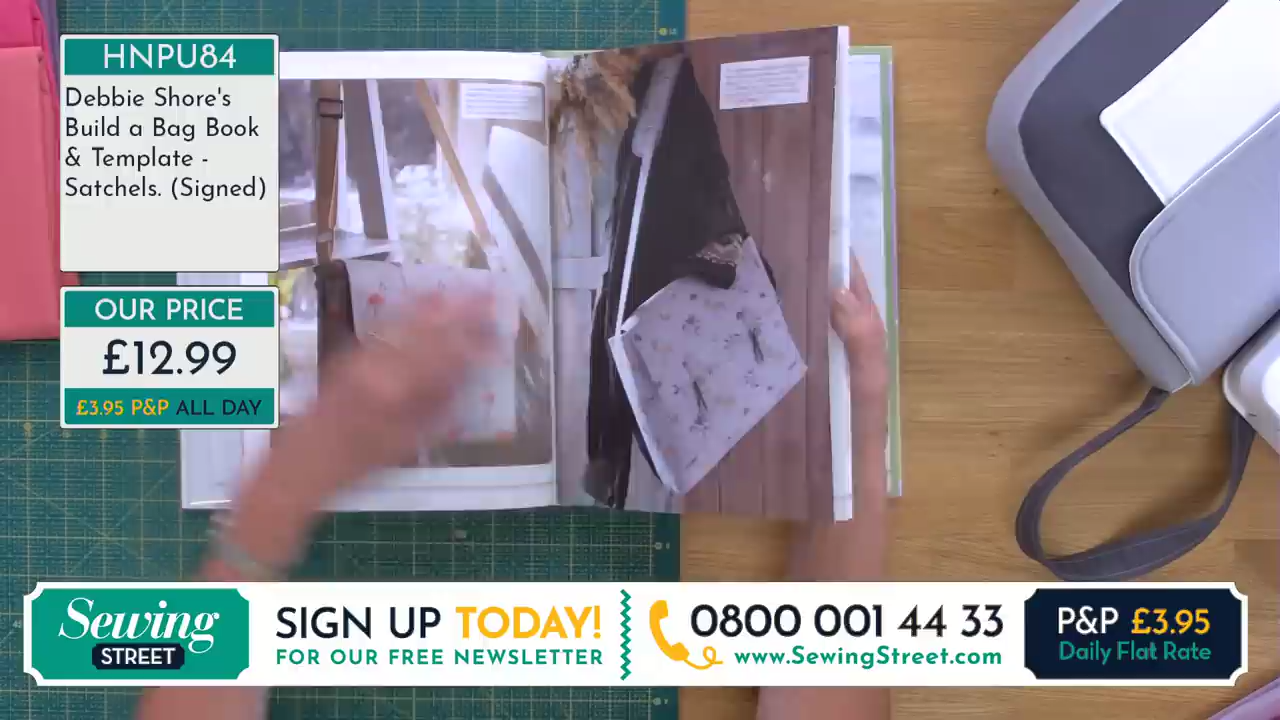 HNPU84
Debbie Shore's
Build a Bag Book
& Template -
Satchels. (Signed)
OUR PRICE
£12.99
£3.95 P&P ALL DAY
Sewing
STREET
SIGN UP TODAY!
FOR OUR FREE NEWSLETTER
0800 001 44 33
www.SewingStreet.com
P&P £3.95
Daily Flat Rate